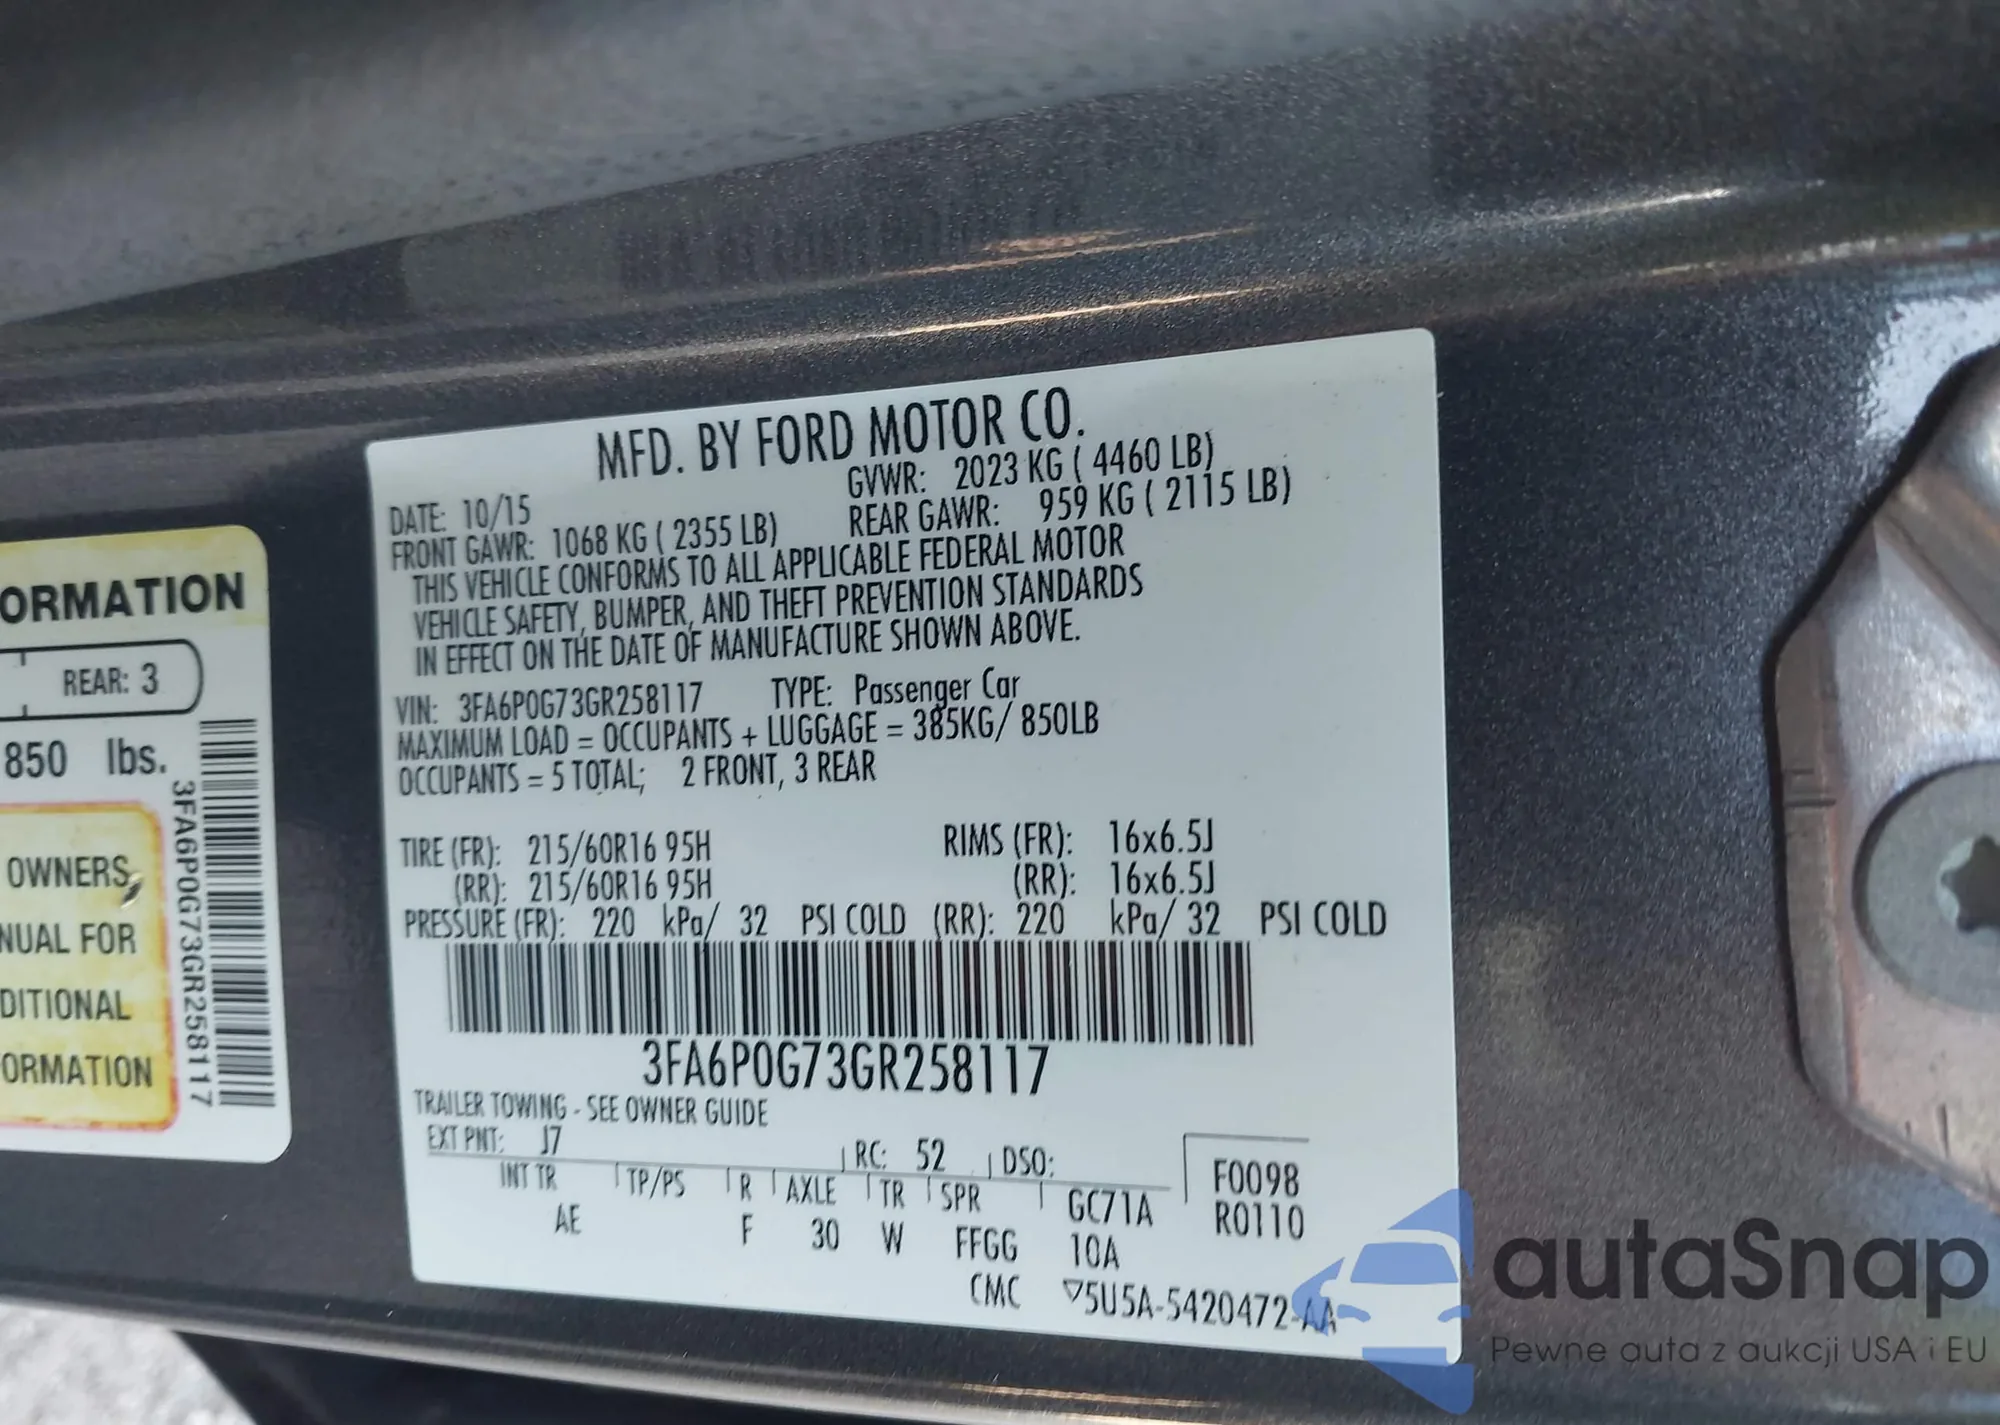 ORMATION
REAR: 3
850 lbs.
OWNERS
NUAL FOR
DITIONAL
ORMATION
3FA6P0G73GR258117
MFD. BY FORD MOTOR CO.
DATE: 10/15
GVWR: 2023 KG ( 4460 LB)
FRONT GAWR: 1068 KG ( 2355 LB)
REAR GAWR: 959 KG ( 2115 LB)
THIS VEHICLE CONFORMS TO ALL APPLICABLE FEDERAL MOTOR
VEHICLE SAFETY, BUMPER, AND THEFT PREVENTION STANDARDS
IN EFFECT ON THE DATE OF MANUFACTURE SHOWN ABOVE.
VIN: 3FA6P0G73GR258117 TYPE: Passenger Car
MAXIMUM LOAD = OCCUPANTS + LUGGAGE = 385KG/ 850LB
OCCUPANTS = 5 TOTAL; 2 FRONT, 3 REAR
TIRE (FR): 215/60R16 95H RIMS (FR): 16x6.5J
(RR): 215/60R16 95H (RR): 16x6.5J
PRESSURE (FR): 220 kPa/ 32 PSI COLD (RR): 220 kPa/ 32 PSI COLD
3FA6P0G73GR258117
TRAILER TOWING - SEE OWNER GUIDE
EXT PNT: J7 RC: 52 DSO: F0098
INT TR TP/PS R AXLE TR SPR GC71A R0110
AE F 30 W FFGG 10A
CMC ▽5U5A-5420472-AA
autaSnap
Pewne auta z aukcji USA i EU